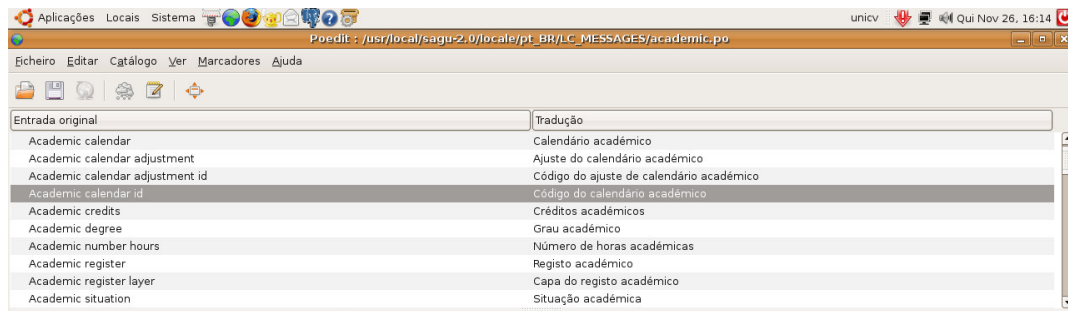 Aplicações Locais Sistema unicv Qui Nov 26, 16:14
Poedit : /usr/local/sagu-2.0/locale/pt_BR/LC_MESSAGES/academic.po
Ficheiro Editar Catálogo Ver Marcadores Ajuda
Entrada original Tradução
Academic calendar Calendário académico
Academic calendar adjustment Ajuste do calendário académico
Academic calendar adjustment id Código do ajuste de calendário académico
Academic calendar id Código do calendário académico
Academic credits Créditos académicos
Academic degree Grau académico
Academic number hours Número de horas académicas
Academic register Registo académico
Academic register layer Capa do registo académico
Academic situation Situação académica